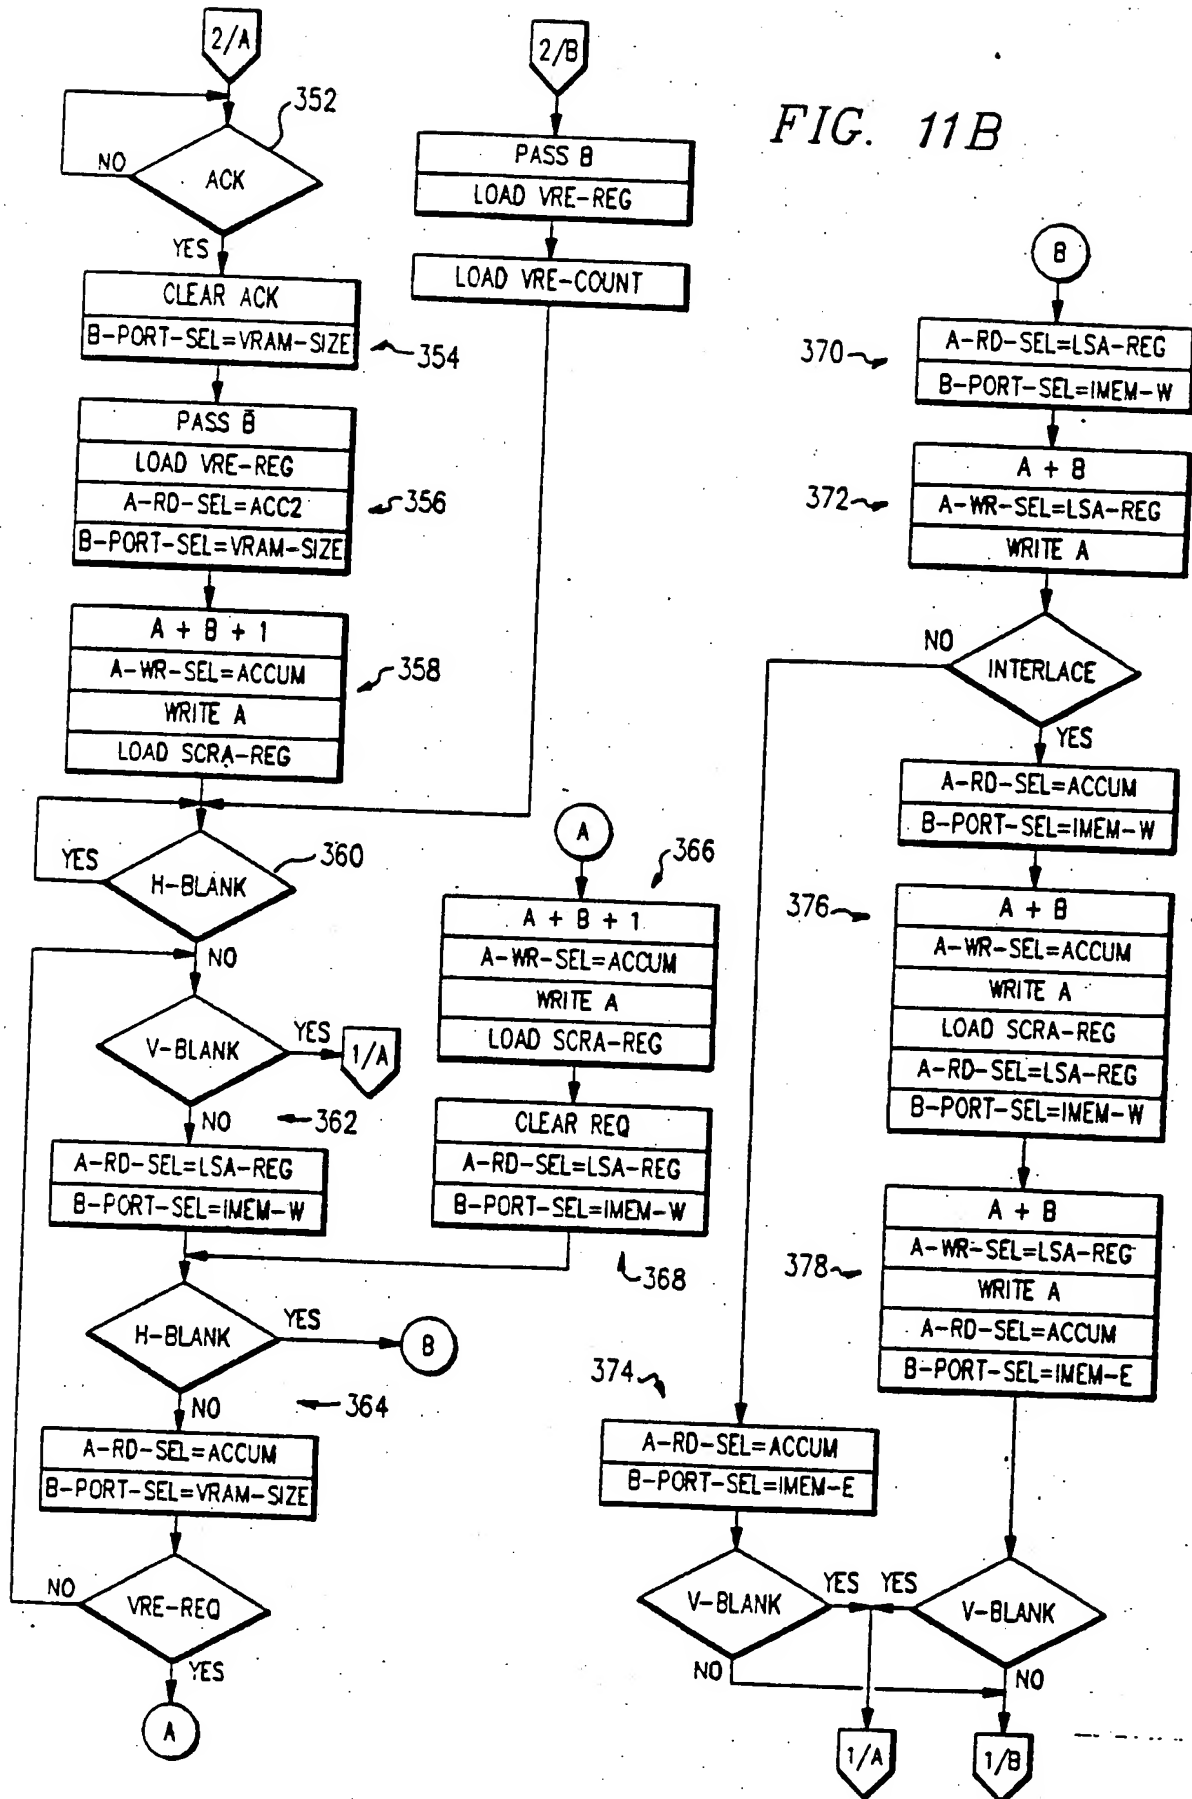 FIG. 11B
2/A
352
ACK
NO
YES
CLEAR ACK
B-PORT-SEL=VRAM-SIZE
354
PASS B̄
LOAD VRE-REG
A-RD-SEL=ACC2
B-PORT-SEL=VRAM-SIZE
356
A + B + 1
A-WR-SEL=ACCUM
WRITE A
LOAD SCRA-REG
358
H-BLANK
360
YES
NO
V-BLANK
YES
1/A
NO
362
A-RD-SEL=LSA-REG
B-PORT-SEL=IMEM-W
H-BLANK
YES
B
NO
364
A-RD-SEL=ACCUM
B-PORT-SEL=VRAM-SIZE
VRE-REQ
NO
YES
A
2/B
PASS B
LOAD VRE-REG
LOAD VRE-COUNT
A
366
A + B + 1
A-WR-SEL=ACCUM
WRITE A
LOAD SCRA-REG
CLEAR REQ
A-RD-SEL=LSA-REG
B-PORT-SEL=IMEM-W
368
B
370
A-RD-SEL=LSA-REG
B-PORT-SEL=IMEM-W
372
A + B
A-WR-SEL=LSA-REG
WRITE A
INTERLACE
NO
YES
A-RD-SEL=ACCUM
B-PORT-SEL=IMEM-W
376
A + B
A-WR-SEL=ACCUM
WRITE A
LOAD SCRA-REG
A-RD-SEL=LSA-REG
B-PORT-SEL=IMEM-W
378
A + B
A-WR-SEL=LSA-REG
WRITE A
A-RD-SEL=ACCUM
B-PORT-SEL=IMEM-E
374
A-RD-SEL=ACCUM
B-PORT-SEL=IMEM-E
V-BLANK
YES
NO
V-BLANK
YES
NO
1/A
1/B